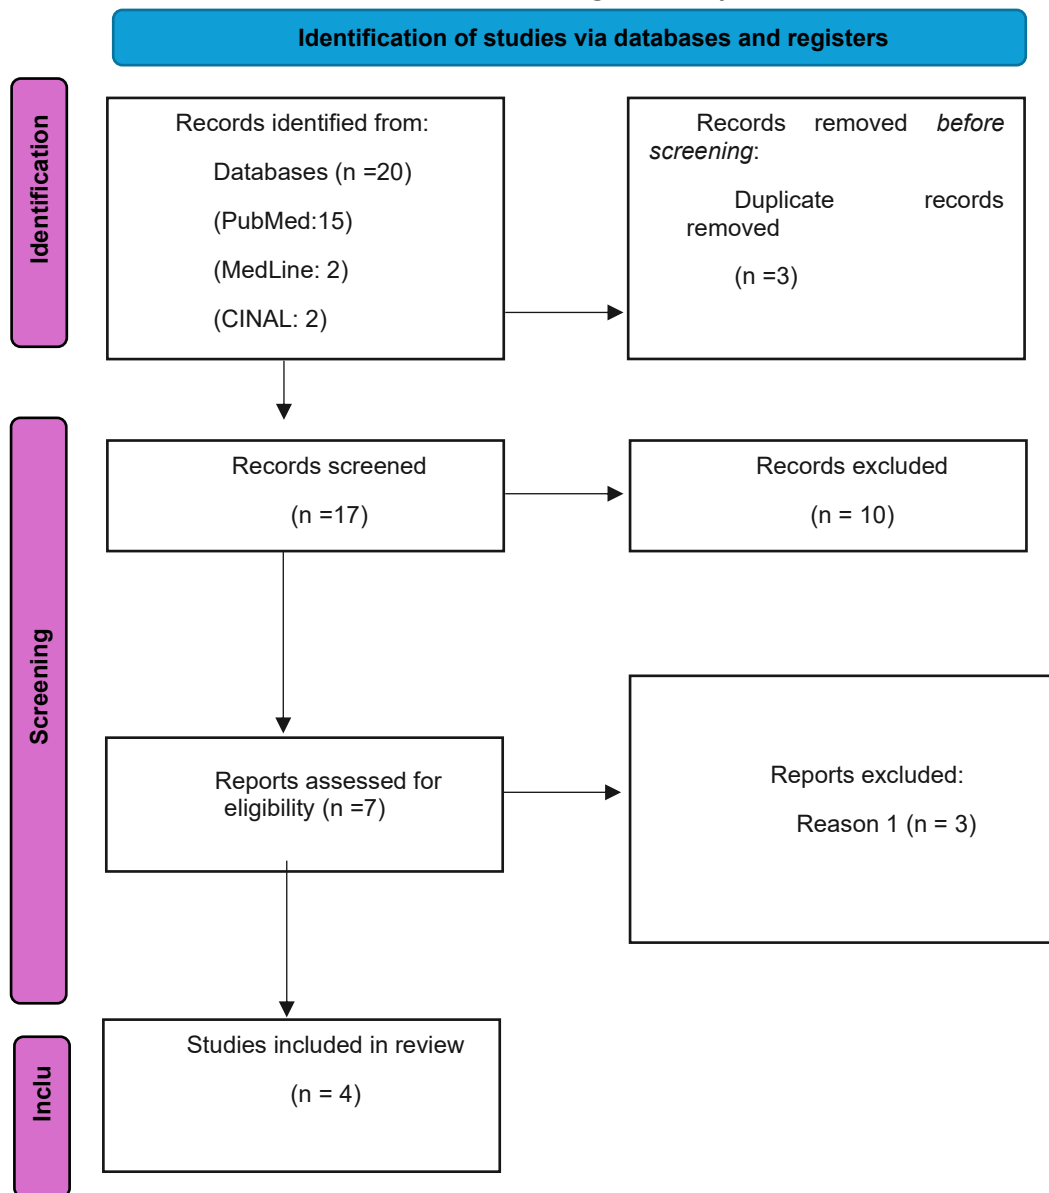 Identification of studies via databases and registers
Identification
Records identified from:
Databases (n =20)
(PubMed:15)
(MedLine: 2)
(CINAL: 2)
Records removed before
screening:
Duplicate records
removed
(n =3)
Screening
Records screened
(n =17)
Records excluded
(n = 10)
Reports assessed for
eligibility (n =7)
Reports excluded:
Reason 1 (n = 3)
Inclu
Studies included in review
(n = 4)